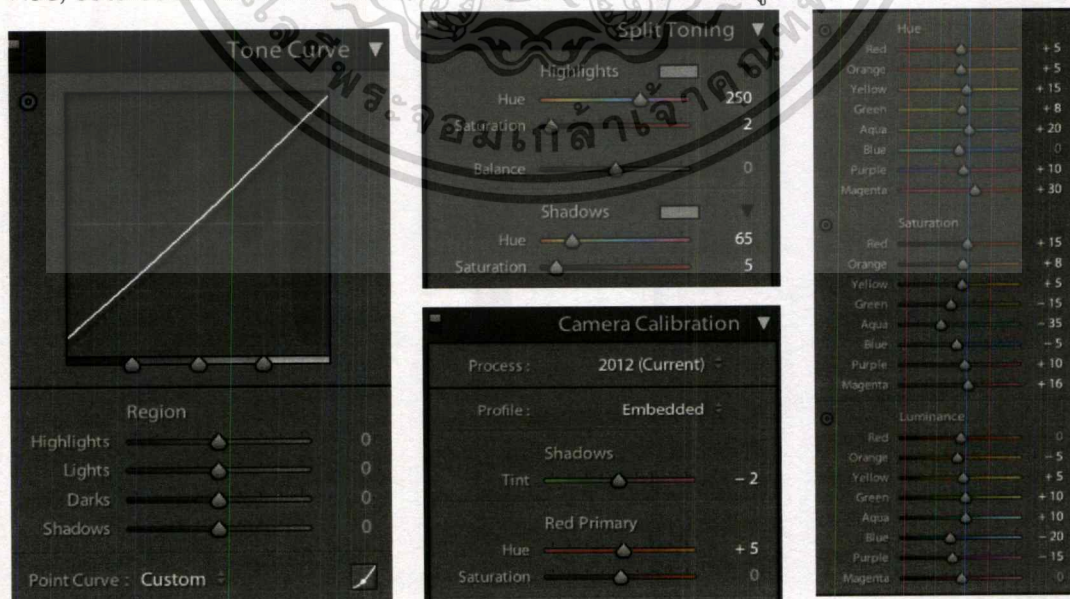 Tone Curve
Region
Highlights 0
Lights 0
Darks 0
Shadows 0
Point Curve : Custom
Split Toning
Highlights
Hue 250
Saturation 2
Balance 0
Shadows
Hue 65
Saturation 5
Camera Calibration
Process : 2012 (Current)
Profile : Embedded
Shadows
Tint - 2
Red Primary
Hue + 5
Saturation 0
Hue
Red + 5
Orange + 5
Yellow + 15
Green + 8
Aqua + 20
Blue 0
Purple + 10
Magenta + 30
Saturation
Red + 15
Orange + 8
Yellow + 5
Green - 15
Aqua - 35
Blue - 5
Purple + 10
Magenta + 16
Luminance
Red 0
Orange - 5
Yellow + 5
Green + 10
Aqua + 10
Blue - 20
Purple - 15
Magenta 0